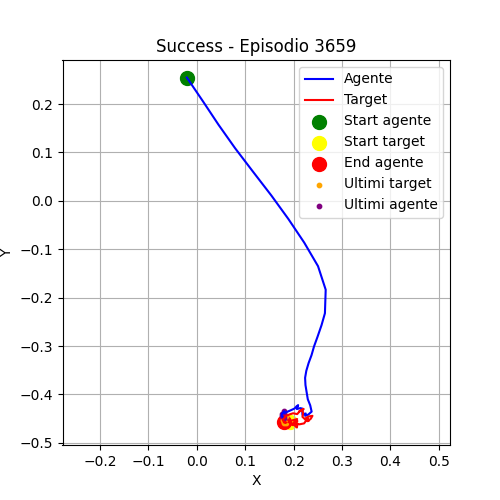 Success - Episodio 3659
Agente
Target
Start agente
Start target
End agente
Ultimi target
Ultimi agente
0.2
0.1
0.0
−0.1
−0.2
−0.3
−0.4
−0.5
Y
−0.2 −0.1 0.0 0.1 0.2 0.3 0.4 0.5
X